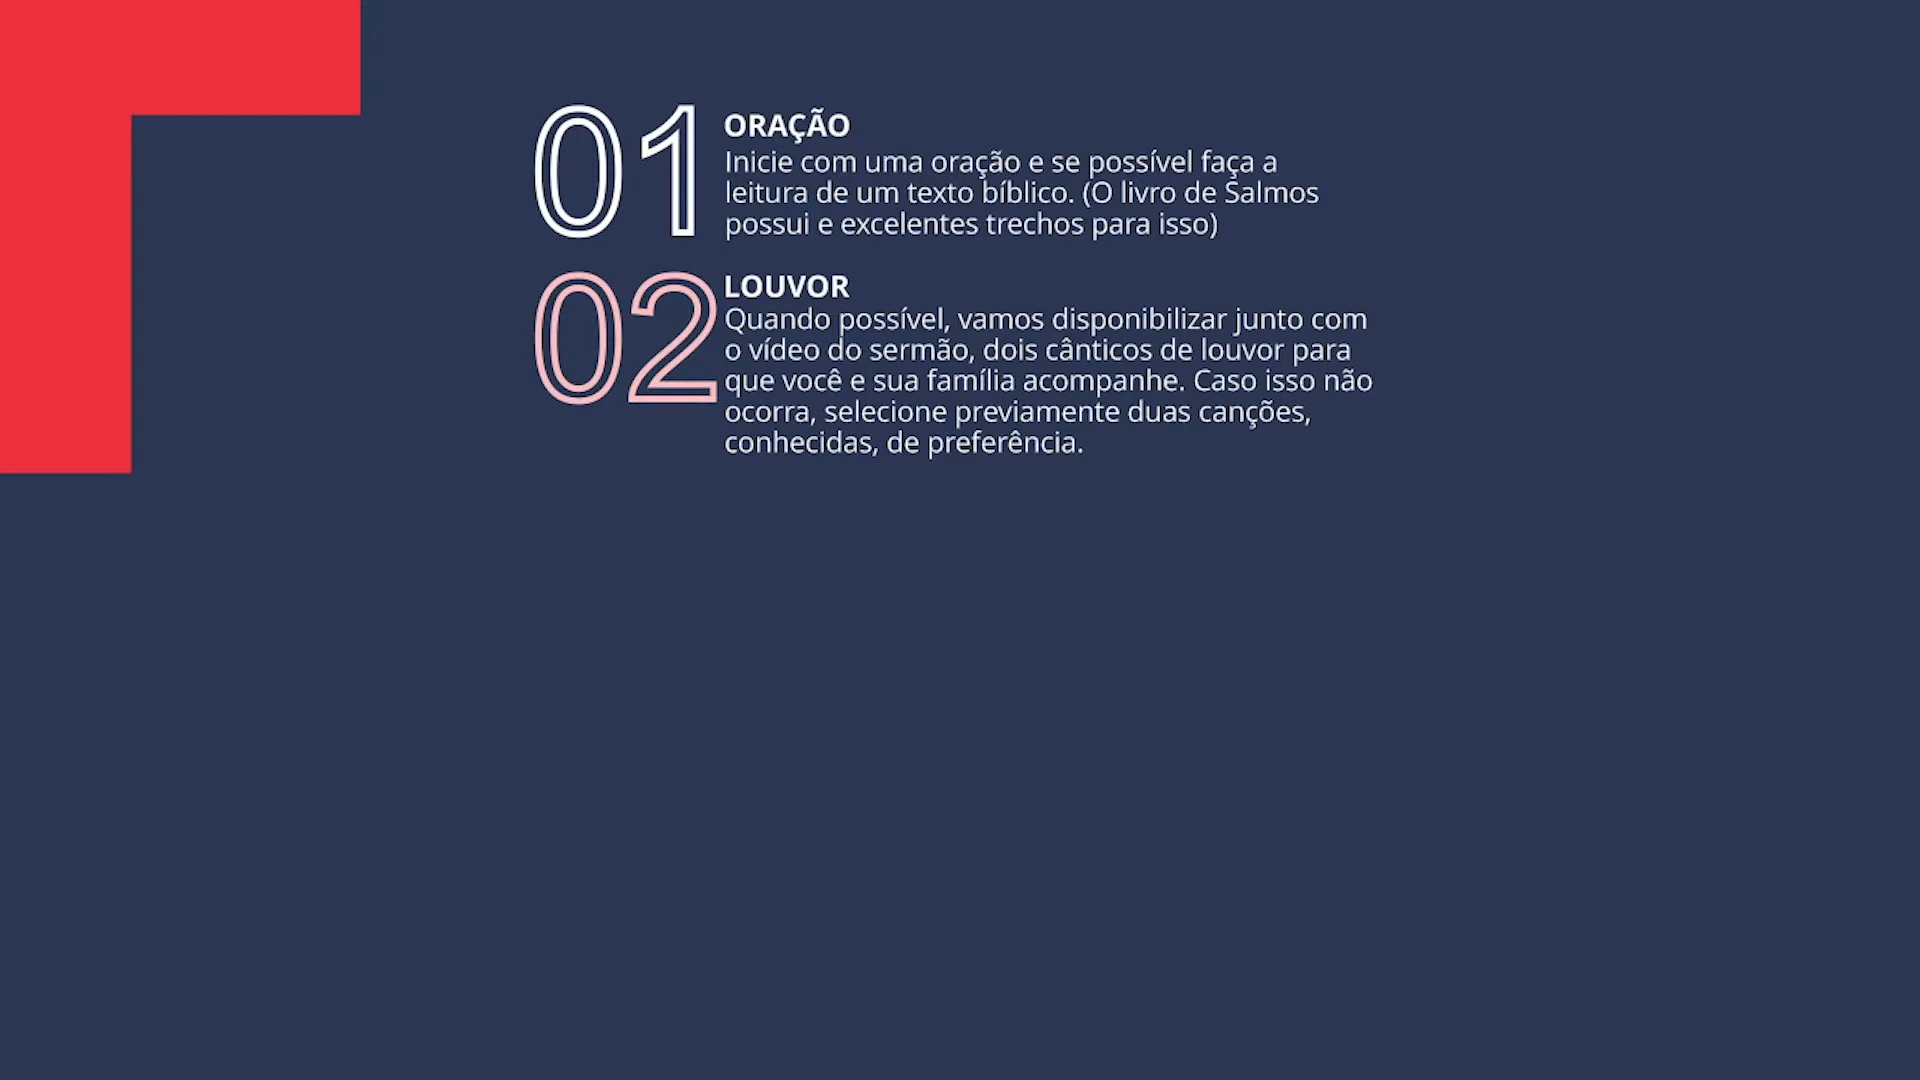 01
ORAÇÃO
Inicie com uma oração e se possível faça a
leitura de um texto bíblico. (O livro de Salmos
possui e excelentes trechos para isso)
02
LOUVOR
Quando possível, vamos disponibilizar junto com
o vídeo do sermão, dois cânticos de louvor para
que você e sua família acompanhe. Caso isso não
ocorra, selecione previamente duas canções,
conhecidas, de preferência.